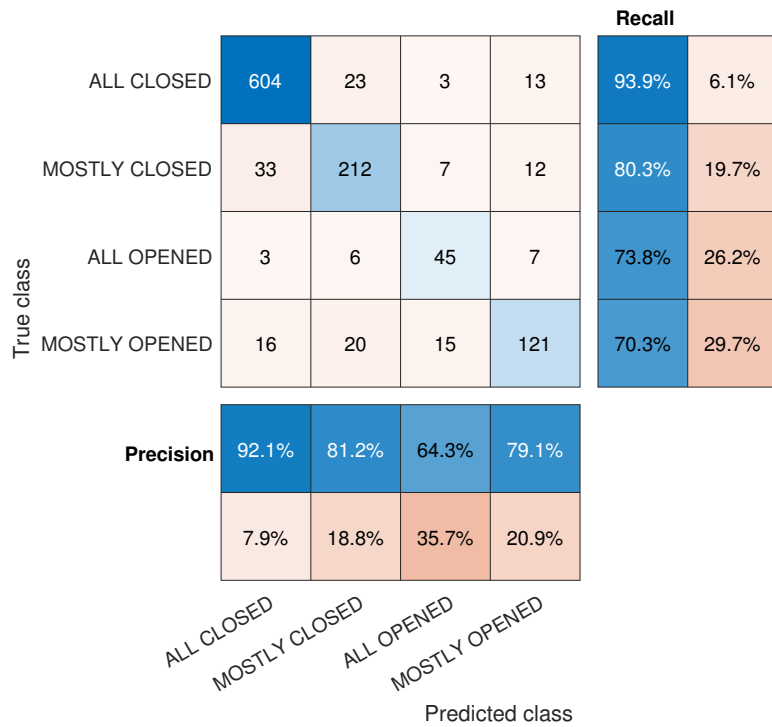 Recall
ALL CLOSED 604 23 3 13 93.9% 6.1%
MOSTLY CLOSED 33 212 7 12 80.3% 19.7%
ALL OPENED 3 6 45 7 73.8% 26.2%
MOSTLY OPENED 16 20 15 121 70.3% 29.7%
True class
Precision 92.1% 81.2% 64.3% 79.1%
7.9% 18.8% 35.7% 20.9%
ALL CLOSED
MOSTLY CLOSED
ALL OPENED
MOSTLY OPENED
Predicted class